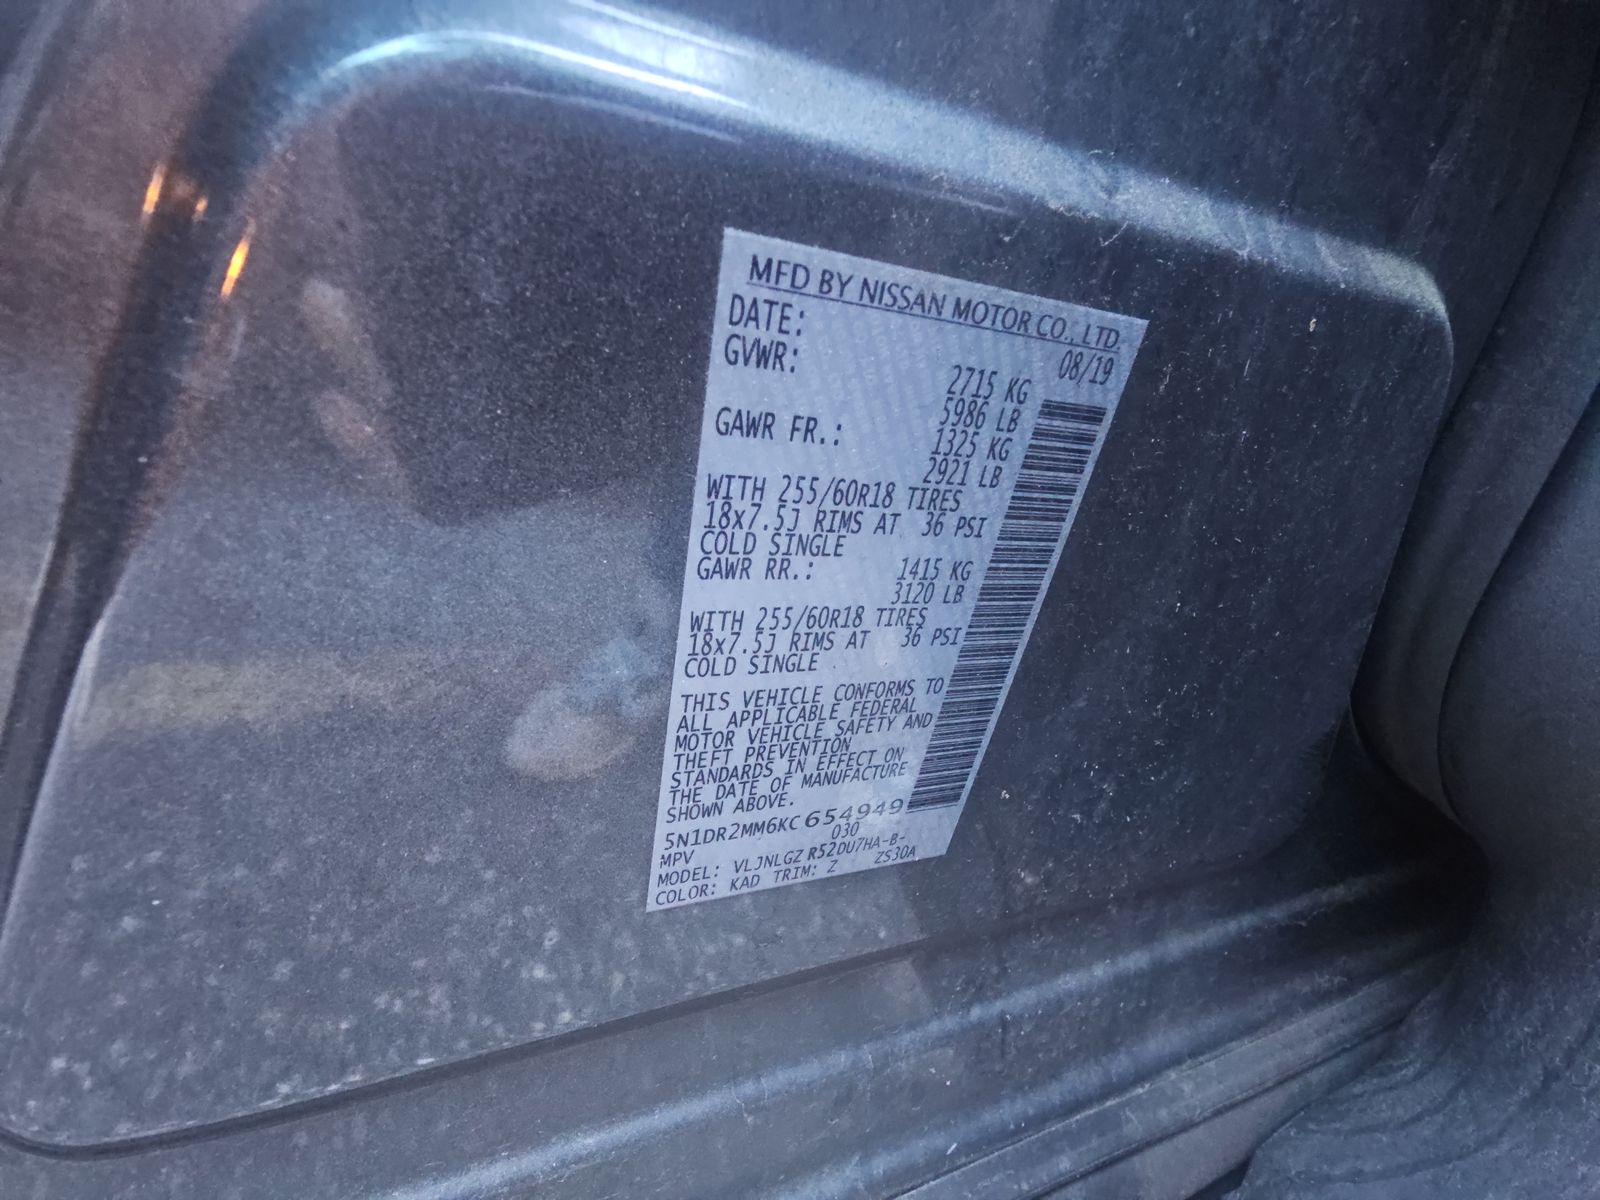 MFD BY NISSAN MOTOR CO., LTD.
DATE: 08/19
GVWR: 2715 KG
5986 LB
GAWR FR.: 1325 KG
2921 LB
WITH 255/60R18 TIRES
18x7.5J RIMS AT 36 PSI
COLD SINGLE
GAWR RR.: 1415 KG
3120 LB
WITH 255/60R18 TIRES
18x7.5J RIMS AT 36 PSI
COLD SINGLE
THIS VEHICLE CONFORMS TO
ALL APPLICABLE FEDERAL
MOTOR VEHICLE SAFETY AND
THEFT PREVENTION
STANDARDS IN EFFECT ON
THE DATE OF MANUFACTURE
SHOWN ABOVE.
5N1DR2MM6KC654949
MPV 030
MODEL: VLJNLGZ R52DU7HA-B-
COLOR: KAD TRIM: Z ZS30A